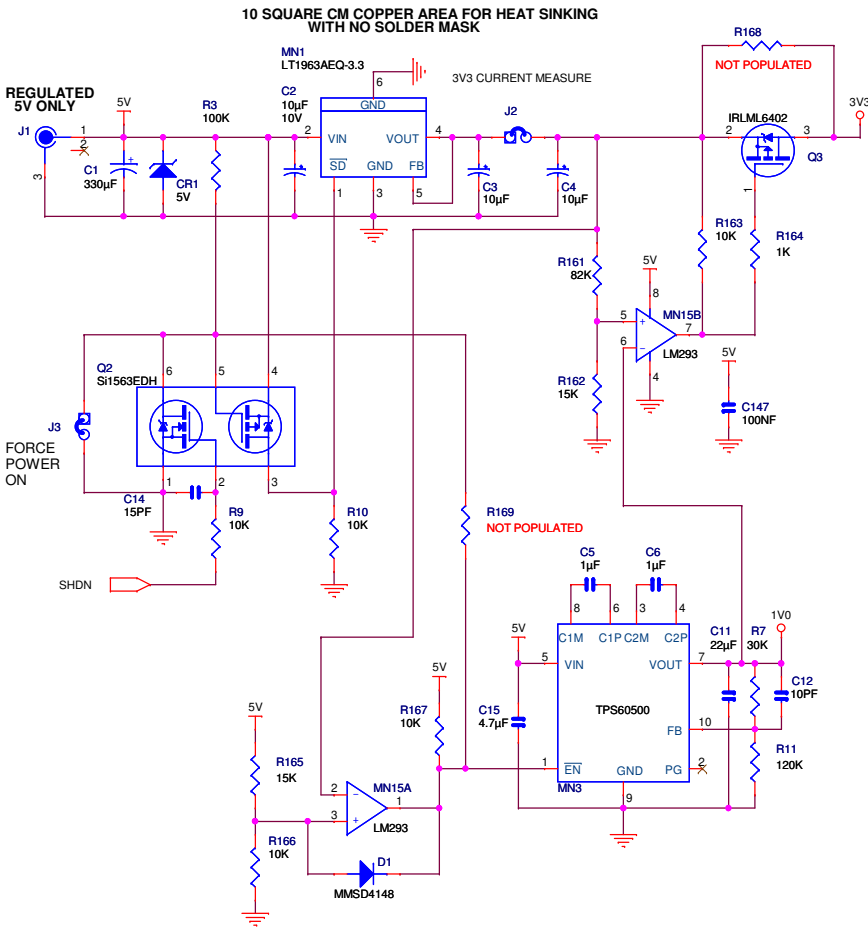 10 SQUARE CM COPPER AREA FOR HEAT SINKING
WITH NO SOLDER MASK
R168
NOT POPULATED
MN1
LT1963AEQ-3.3
3V3 CURRENT MEASURE
REGULATED
5V ONLY
J1
1
2
3
5V
C1
330µF
+
CR1
5V
R3
100K
C2
10µF
10V
+
6
GND
2
VIN
VOUT
4
SD
GND
FB
1
3
5
J2
C3
10µF
+
C4
10µF
+
IRLML6402
2
3
Q3
1
3V3
R163
10K
R164
1K
R161
82K
5V
8
MN15B
5
+
6
−
7
LM293
4
R162
15K
5V
C147
100NF
Q2
Si1563EDH
6
5
4
1
2
3
J3
FORCE
POWER
ON
C14
15PF
R9
10K
R10
10K
SHDN
R169
NOT POPULATED
C5
1µF
C6
1µF
8
6
3
4
C1M
C1P
C2M
C2P
5V
5
VIN
VOUT
7
TPS60500
FB
10
1
EN
GND
PG
2
MN3
9
C15
4.7µF
C11
22µF
R7
30K
1V0
C12
10PF
R11
120K
5V
R167
10K
5V
R165
15K
R166
10K
2
−
3
+
MN15A
1
LM293
D1
MMSD4148